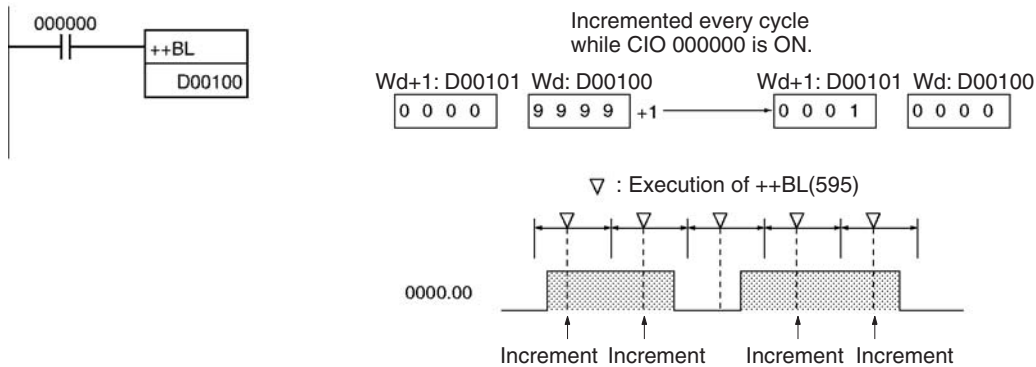 000000
++BL
D00100
Incremented every cycle
while CIO 000000 is ON.
Wd+1: D00101 Wd: D00100 Wd+1: D00101 Wd: D00100
0 0 0 0 9 9 9 9 +1 0 0 0 1 0 0 0 0
: Execution of ++BL(595)
0000.00
Increment Increment Increment Increment